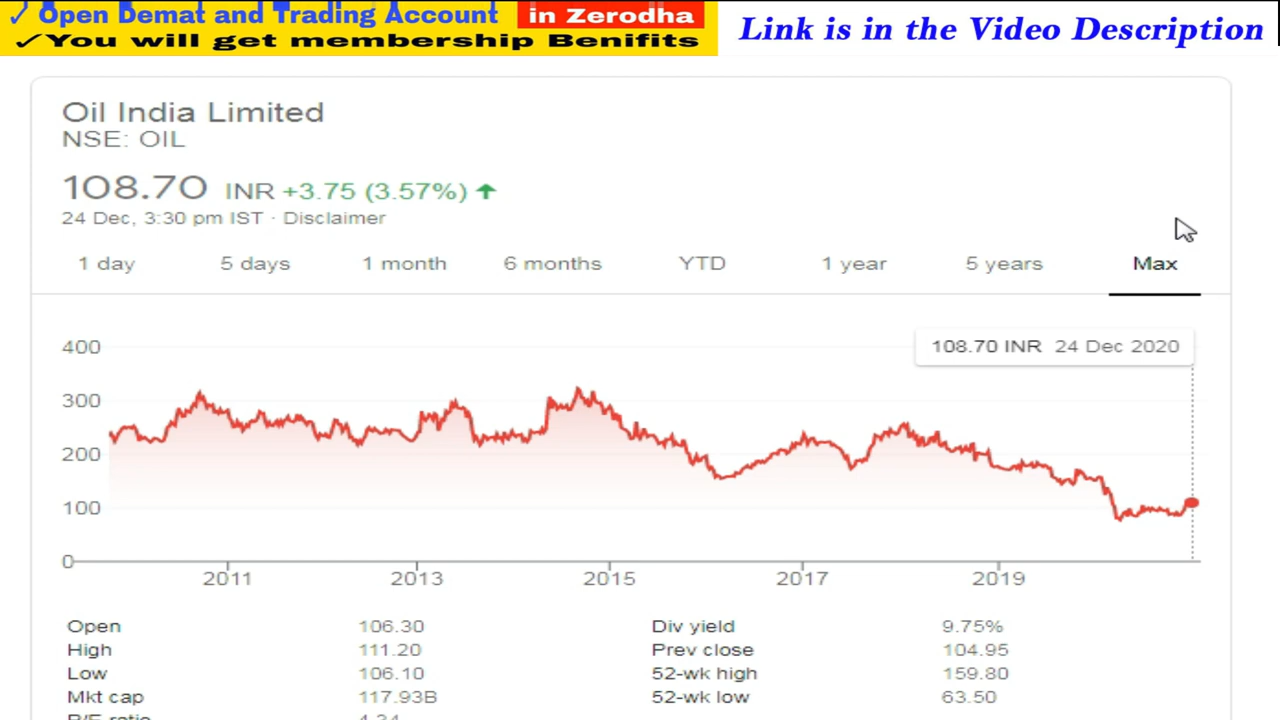 ✓ Open Demat and Trading Account in Zerodha
✓You will get membership Benifits
Link is in the Video Description
Oil India Limited
NSE: OIL
108.70 INR +3.75 (3.57%) ↑
24 Dec, 3:30 pm IST · Disclaimer
1 day 5 days 1 month 6 months YTD 1 year 5 years Max
108.70 INR 24 Dec 2020
400
300
200
100
0
2011 2013 2015 2017 2019
Open 106.30 Div yield 9.75%
High 111.20 Prev close 104.95
Low 106.10 52-wk high 159.80
Mkt cap 117.93B 52-wk low 63.50
P/E ratio 4.34